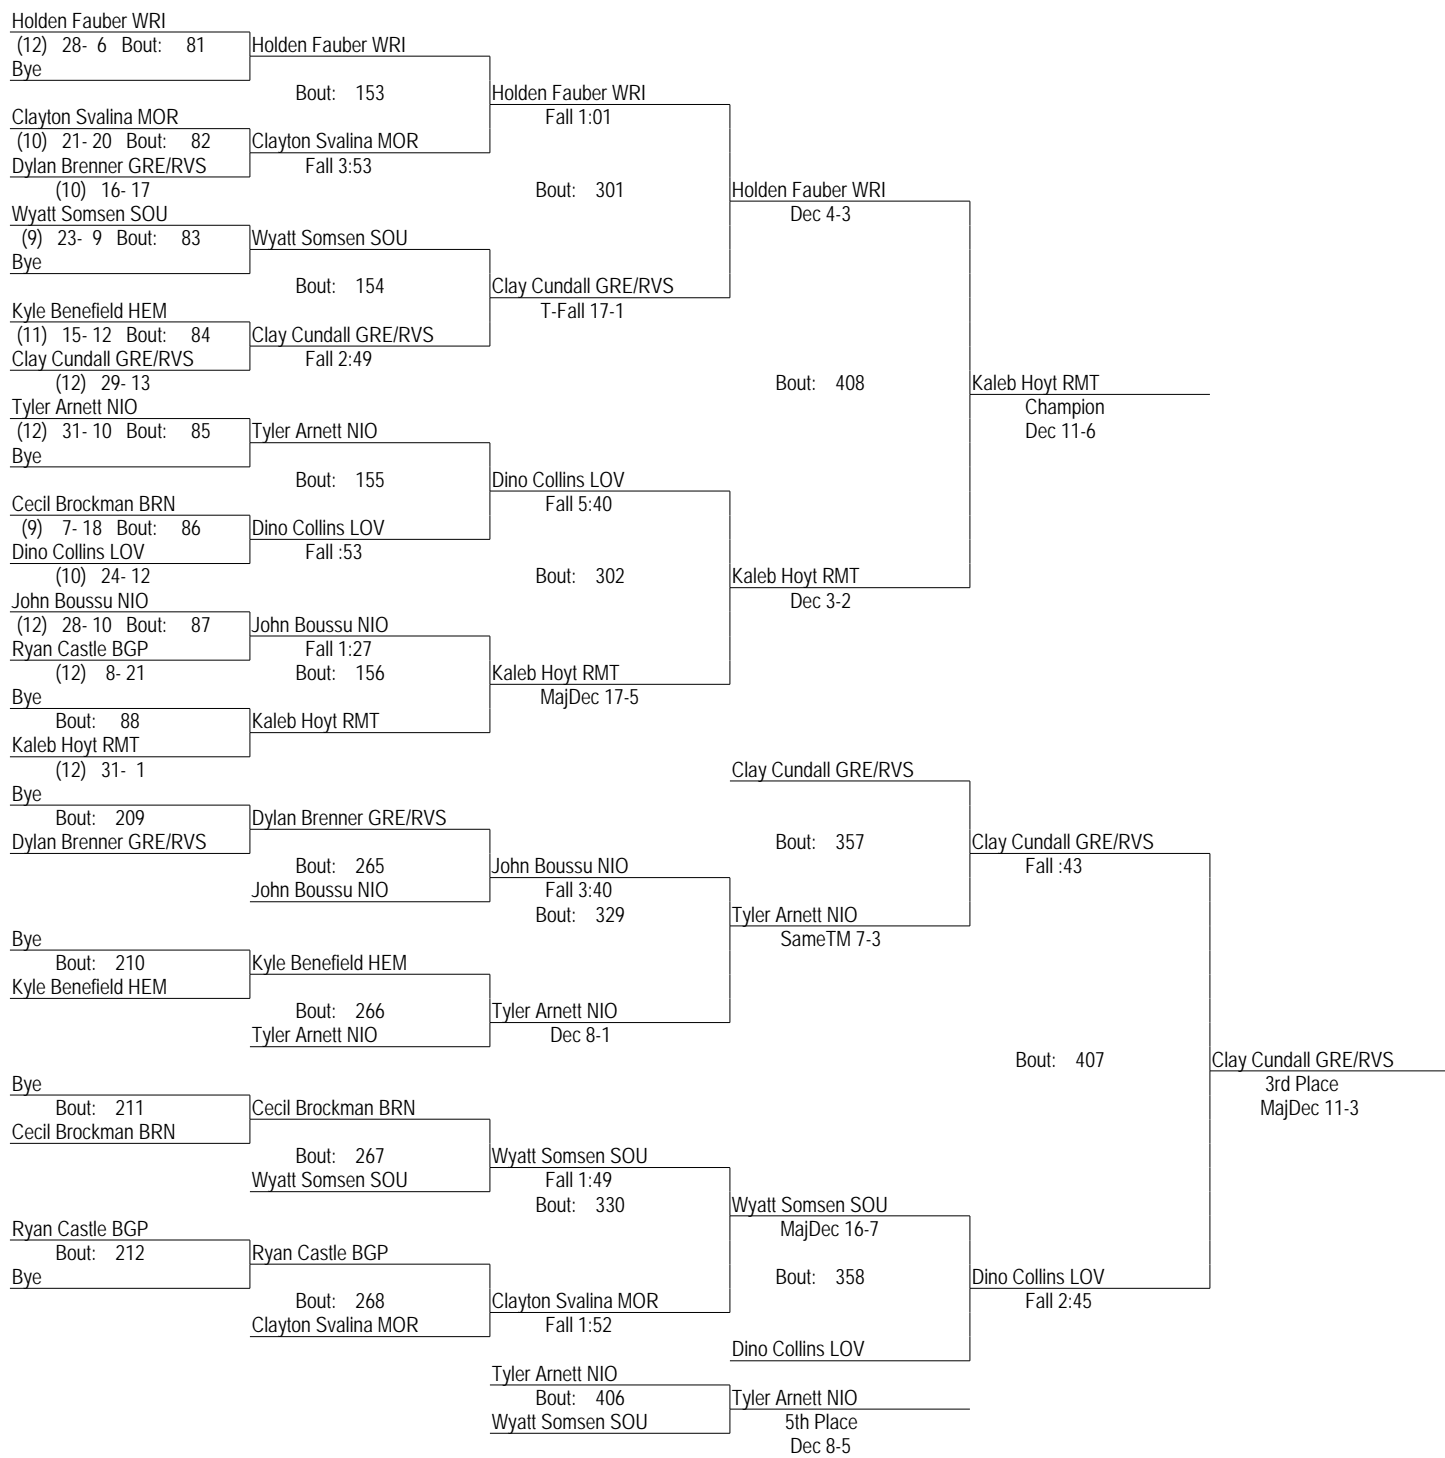 Holden Fauber WRI
(12) 28- 6 Bout: 81 Holden Fauber WRI
Bye
Bout: 153 Holden Fauber WRI
Clayton Svalina MOR Fall 1:01
(10) 21- 20 Bout: 82 Clayton Svalina MOR
Dylan Brenner GRE/RVS Fall 3:53
(10) 16- 17 Bout: 301 Holden Fauber WRI
Wyatt Somsen SOU Dec 4-3
(9) 23- 9 Bout: 83 Wyatt Somsen SOU
Bye
Bout: 154 Clay Cundall GRE/RVS
Kyle Benefield HEM T-Fall 17-1
(11) 15- 12 Bout: 84 Clay Cundall GRE/RVS
Clay Cundall GRE/RVS Fall 2:49
(12) 29- 13 Bout: 408 Kaleb Hoyt RMT
Tyler Arnett NIO Champion
(12) 31- 10 Bout: 85 Tyler Arnett NIO Dec 11-6
Bye
Bout: 155 Dino Collins LOV
Cecil Brockman BRN Fall 5:40
(9) 7- 18 Bout: 86 Dino Collins LOV
Dino Collins LOV Fall :53
(10) 24- 12 Bout: 302 Kaleb Hoyt RMT
John Boussu NIO Dec 3-2
(12) 28- 10 Bout: 87 John Boussu NIO
Ryan Castle BGP Fall 1:27
(12) 8- 21 Bout: 156 Kaleb Hoyt RMT
Bye MajDec 17-5
Bout: 88 Kaleb Hoyt RMT
Kaleb Hoyt RMT
(12) 31- 1 Clay Cundall GRE/RVS
Bye
Bout: 209 Dylan Brenner GRE/RVS
Dylan Brenner GRE/RVS Bout: 357 Clay Cundall GRE/RVS
Bout: 265 John Boussu NIO Fall :43
John Boussu NIO Fall 3:40
Bout: 329 Tyler Arnett NIO
Bye SameTM 7-3
Bout: 210 Kyle Benefield HEM
Kyle Benefield HEM
Bout: 266 Tyler Arnett NIO
Tyler Arnett NIO Dec 8-1
Bout: 407 Clay Cundall GRE/RVS
Bye 3rd Place
Bout: 211 Cecil Brockman BRN MajDec 11-3
Cecil Brockman BRN
Bout: 267 Wyatt Somsen SOU
Wyatt Somsen SOU Fall 1:49
Bout: 330 Wyatt Somsen SOU
Ryan Castle BGP MajDec 16-7
Bout: 212 Ryan Castle BGP
Bye Bout: 358 Dino Collins LOV
Bout: 268 Clayton Svalina MOR Fall 2:45
Clayton Svalina MOR Fall 1:52
Dino Collins LOV
Tyler Arnett NIO
Bout: 406 Tyler Arnett NIO
Wyatt Somsen SOU 5th Place
Dec 8-5